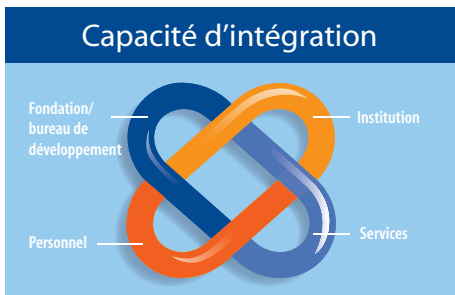 Capacité d’intégration
Fondation/
bureau de
développement
Institution
Personnel
Services